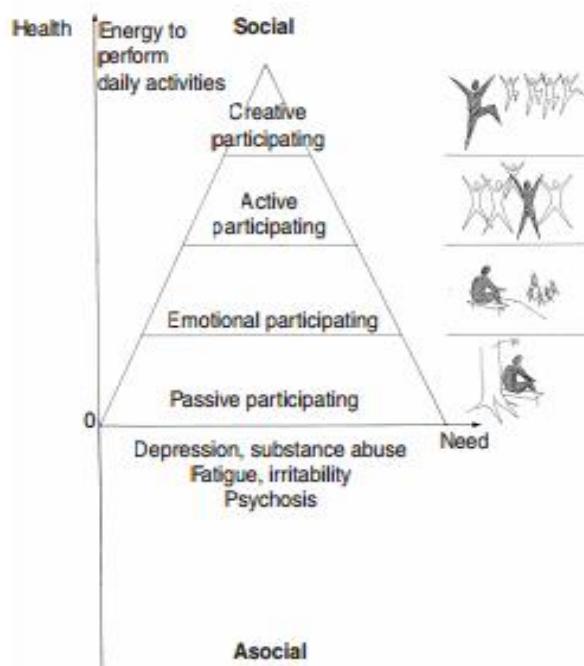 Health
Energy to
perform
daily activities
Social
Creative
participating
Active
participating
Emotional participating
Passive participating
0
Need
Depression, substance abuse
Fatigue, irritability
Psychosis
Asocial